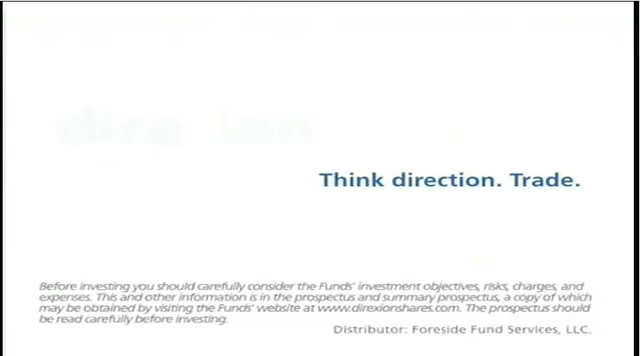 Think direction. Trade.
Before investing you should carefully consider the Funds' investment objectives, risks, charges, and
expenses. This and other information is in the prospectus and summary prospectus, a copy of which
may be obtained by visiting the Funds' website at www.direxionshares.com. The prospectus should
be read carefully before investing.
Distributor: Foreside Fund Services, LLC.